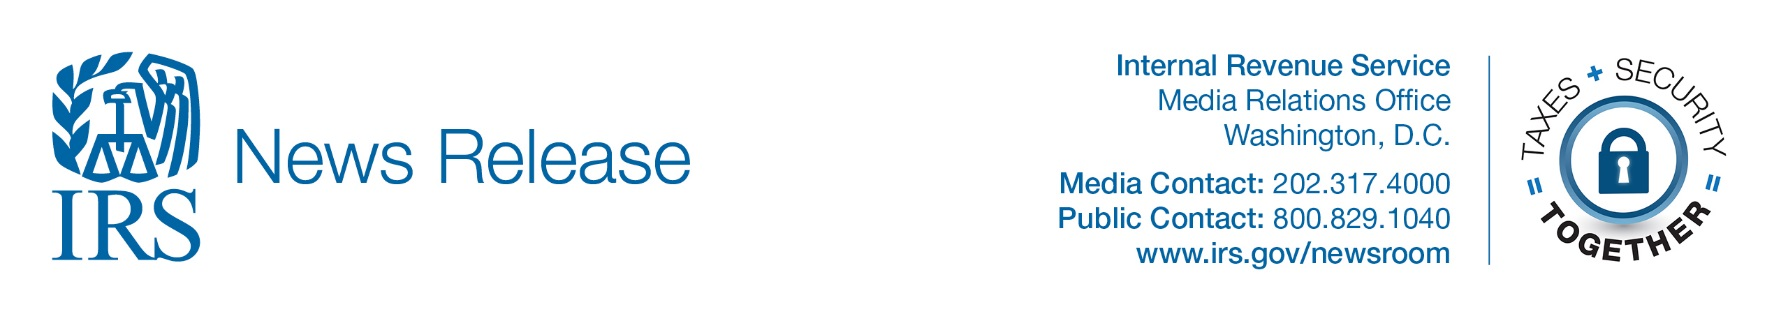 IRS
News Release
Internal Revenue Service
Media Relations Office
Washington, D.C.
Media Contact: 202.317.4000
Public Contact: 800.829.1040
www.irs.gov/newsroom
TAXES + SECURITY
= TOGETHER =